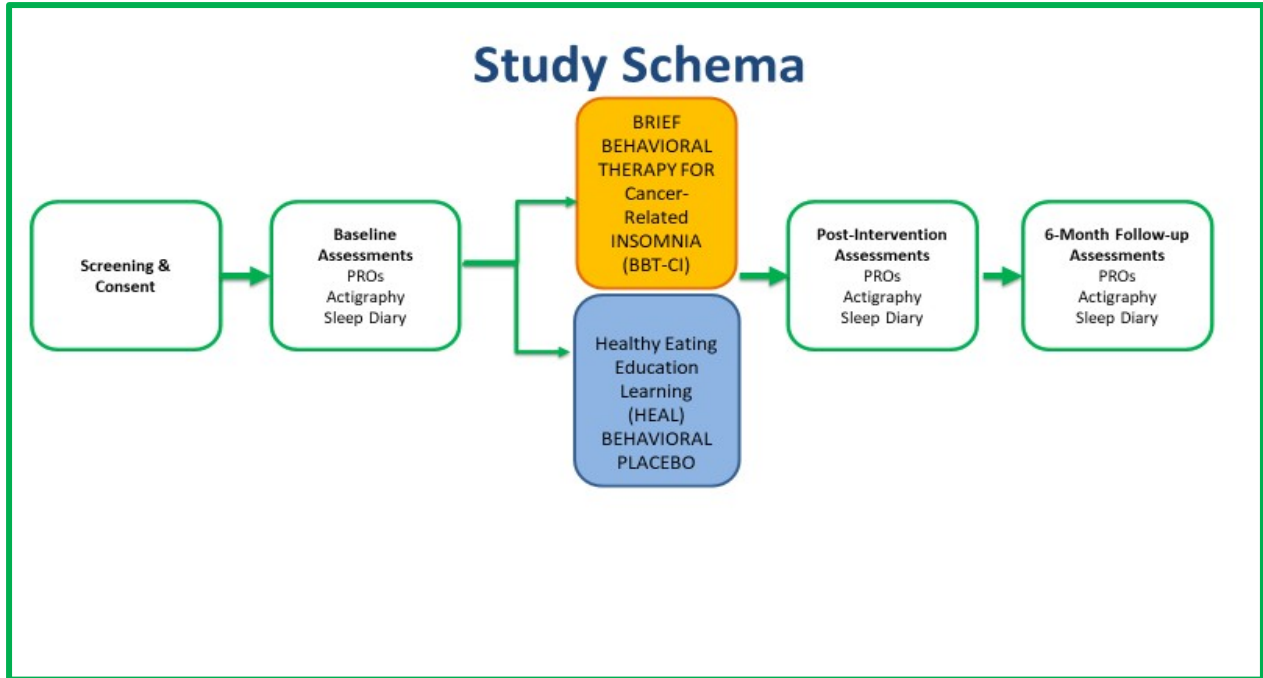 Study Schema
Screening &
Consent
Baseline
Assessments
PROs
Actigraphy
Sleep Diary
BRIEF
BEHAVIORAL
THERAPY FOR
Cancer-
Related
INSOMNIA
(BBT-CI)
Healthy Eating
Education
Learning
(HEAL)
BEHAVIORAL
PLACEBO
Post-Intervention
Assessments
PROs
Actigraphy
Sleep Diary
6-Month Follow-up
Assessments
PROs
Actigraphy
Sleep Diary